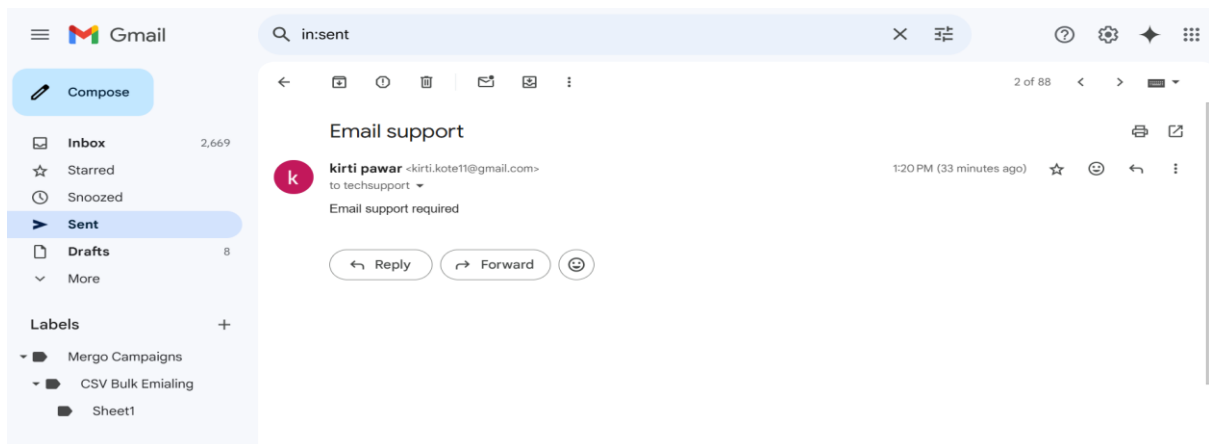 Gmail
in:sent
Compose
2 of 88
Email support
Inbox 2,669
Starred
Snoozed
Sent
Drafts 8
More
kirti pawar <kirti.kote11@gmail.com>
1:20 PM (33 minutes ago)
to techsupport
Email support required
Reply
Forward
Labels +
Mergo Campaigns
CSV Bulk Emialing
Sheet1
k